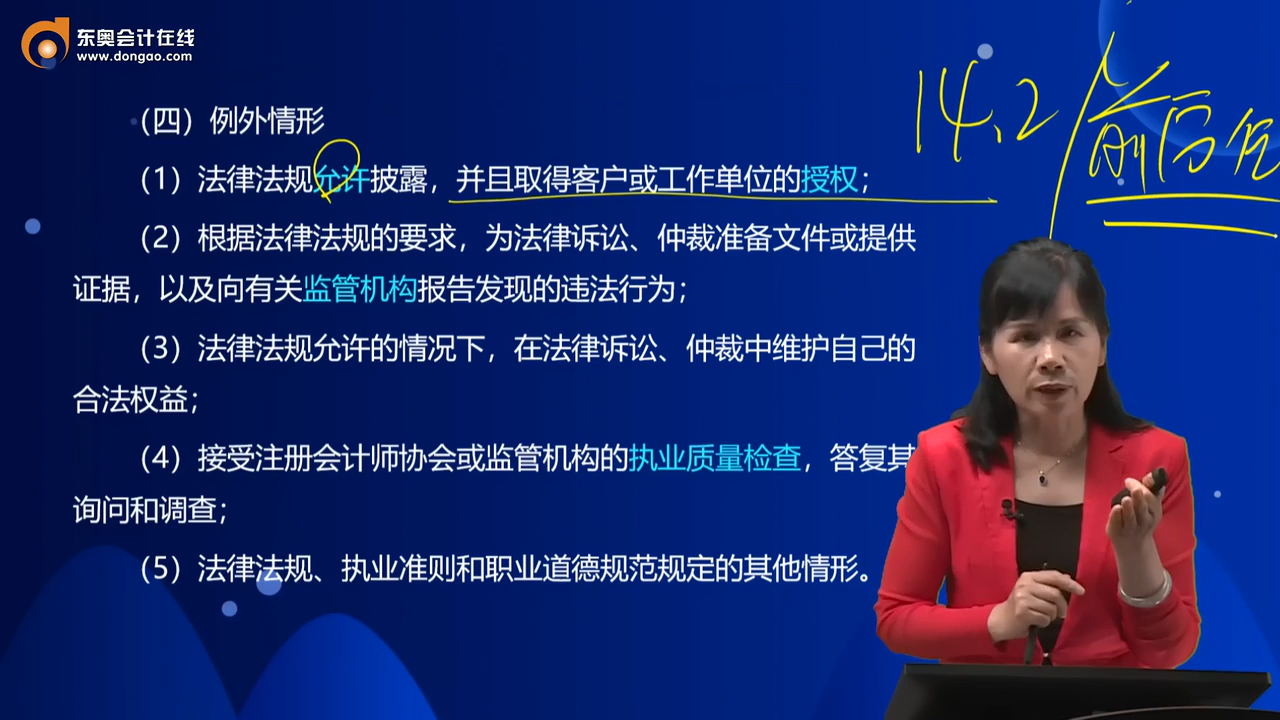 东奥会计在线
www.dongao.com
14.2/前后任
（四）例外情形
（1）法律法规允许披露，并且取得客户或工作单位的授权；
（2）根据法律法规的要求，为法律诉讼、仲裁准备文件或提供
证据，以及向有关监管机构报告发现的违法行为；
（3）法律法规允许的情况下，在法律诉讼、仲裁中维护自己的
合法权益；
（4）接受注册会计师协会或监管机构的执业质量检查，答复其
询问和调查；
（5）法律法规、执业准则和职业道德规范规定的其他情形。